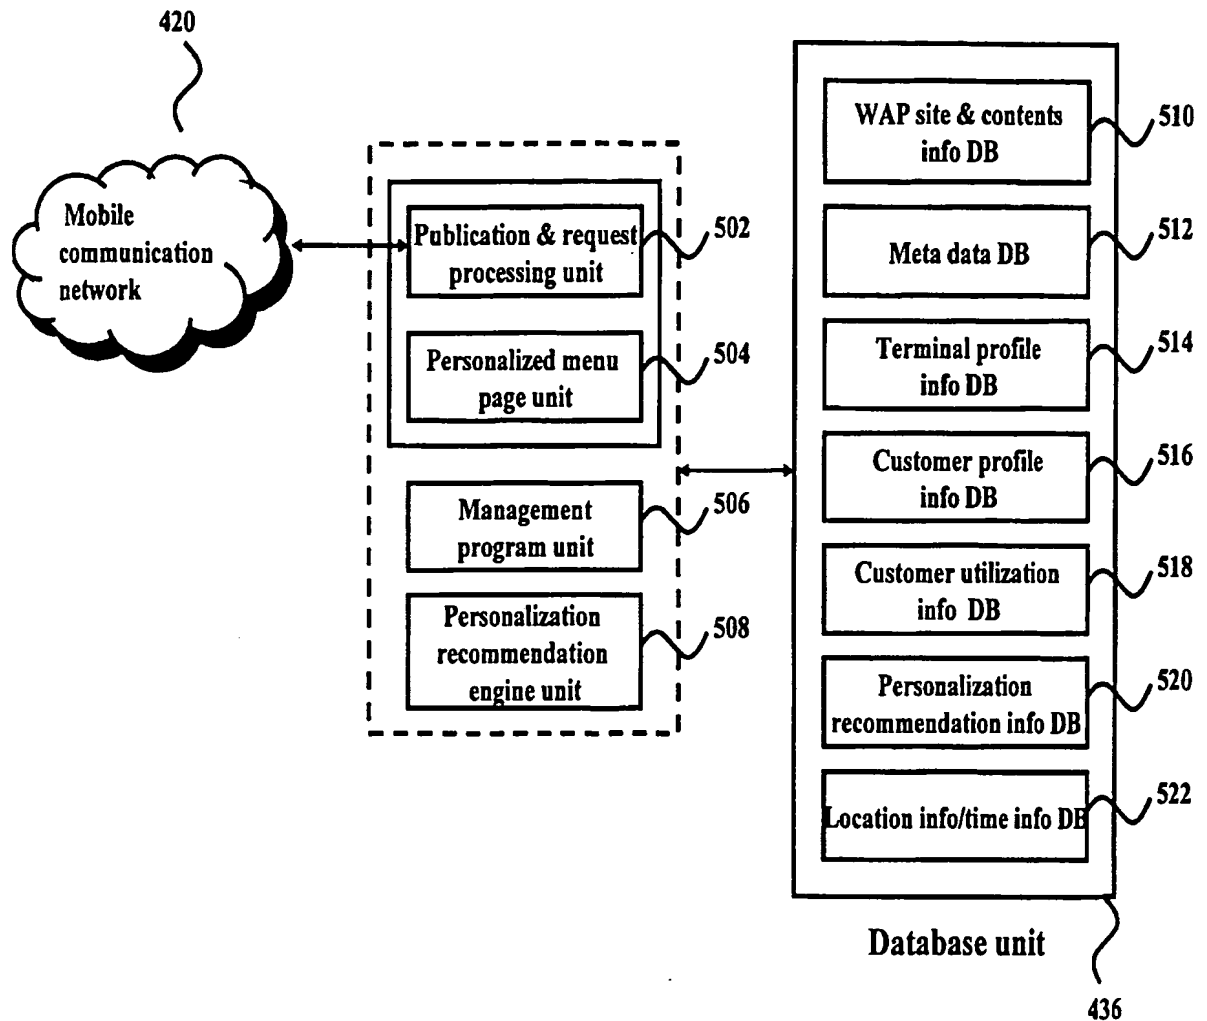 420
Mobile
communication
network
Publication & request
processing unit
502
Personalized menu
page unit
504
Management
program unit
506
Personalization
recommendation
engine unit
508
WAP site & contents
info DB
510
Meta data DB
512
Terminal profile
info DB
514
Customer profile
info DB
516
Customer utilization
info DB
518
Personalization
recommendation info DB
520
Location info/time info DB
522
Database unit
436